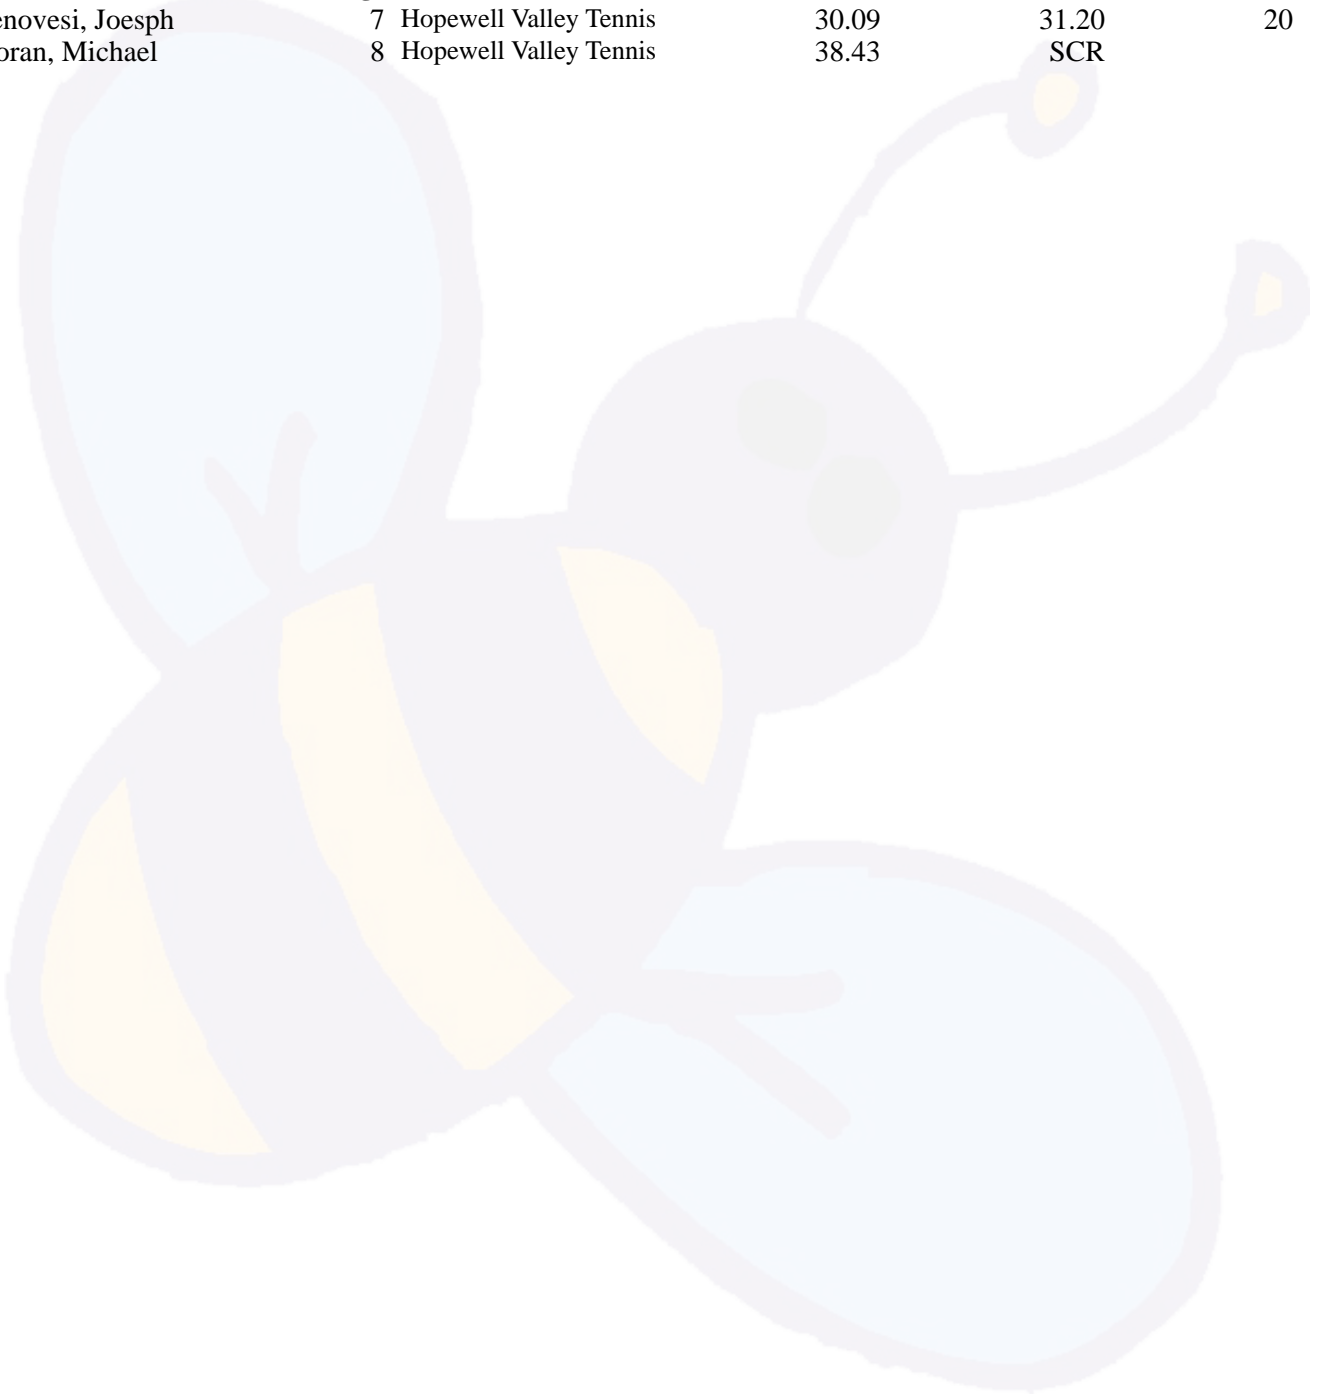 enovesi, Joesph 7 Hopewell Valley Tennis 30.09 31.20 20
oran, Michael 8 Hopewell Valley Tennis 38.43 SCR